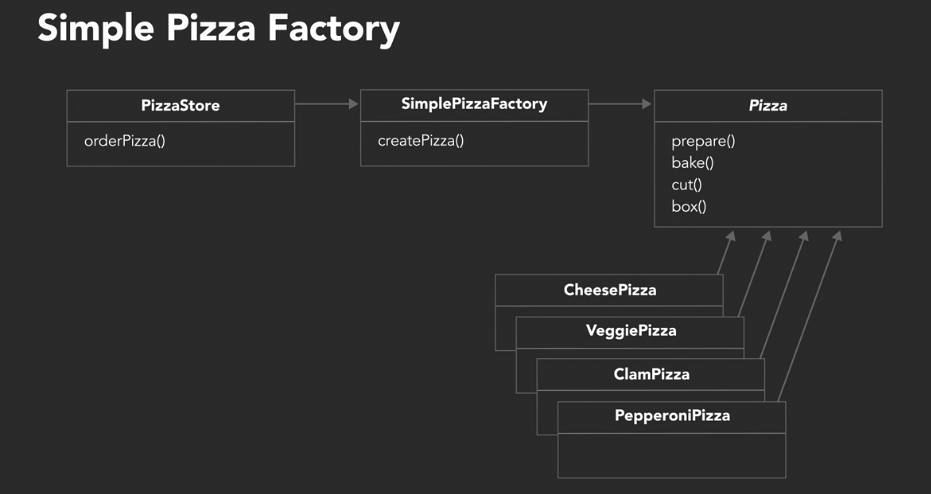 Simple Pizza Factory
PizzaStore
orderPizza()
SimplePizzaFactory
createPizza()
Pizza
prepare()
bake()
cut()
box()
CheesePizza
VeggiePizza
ClamPizza
PepperoniPizza